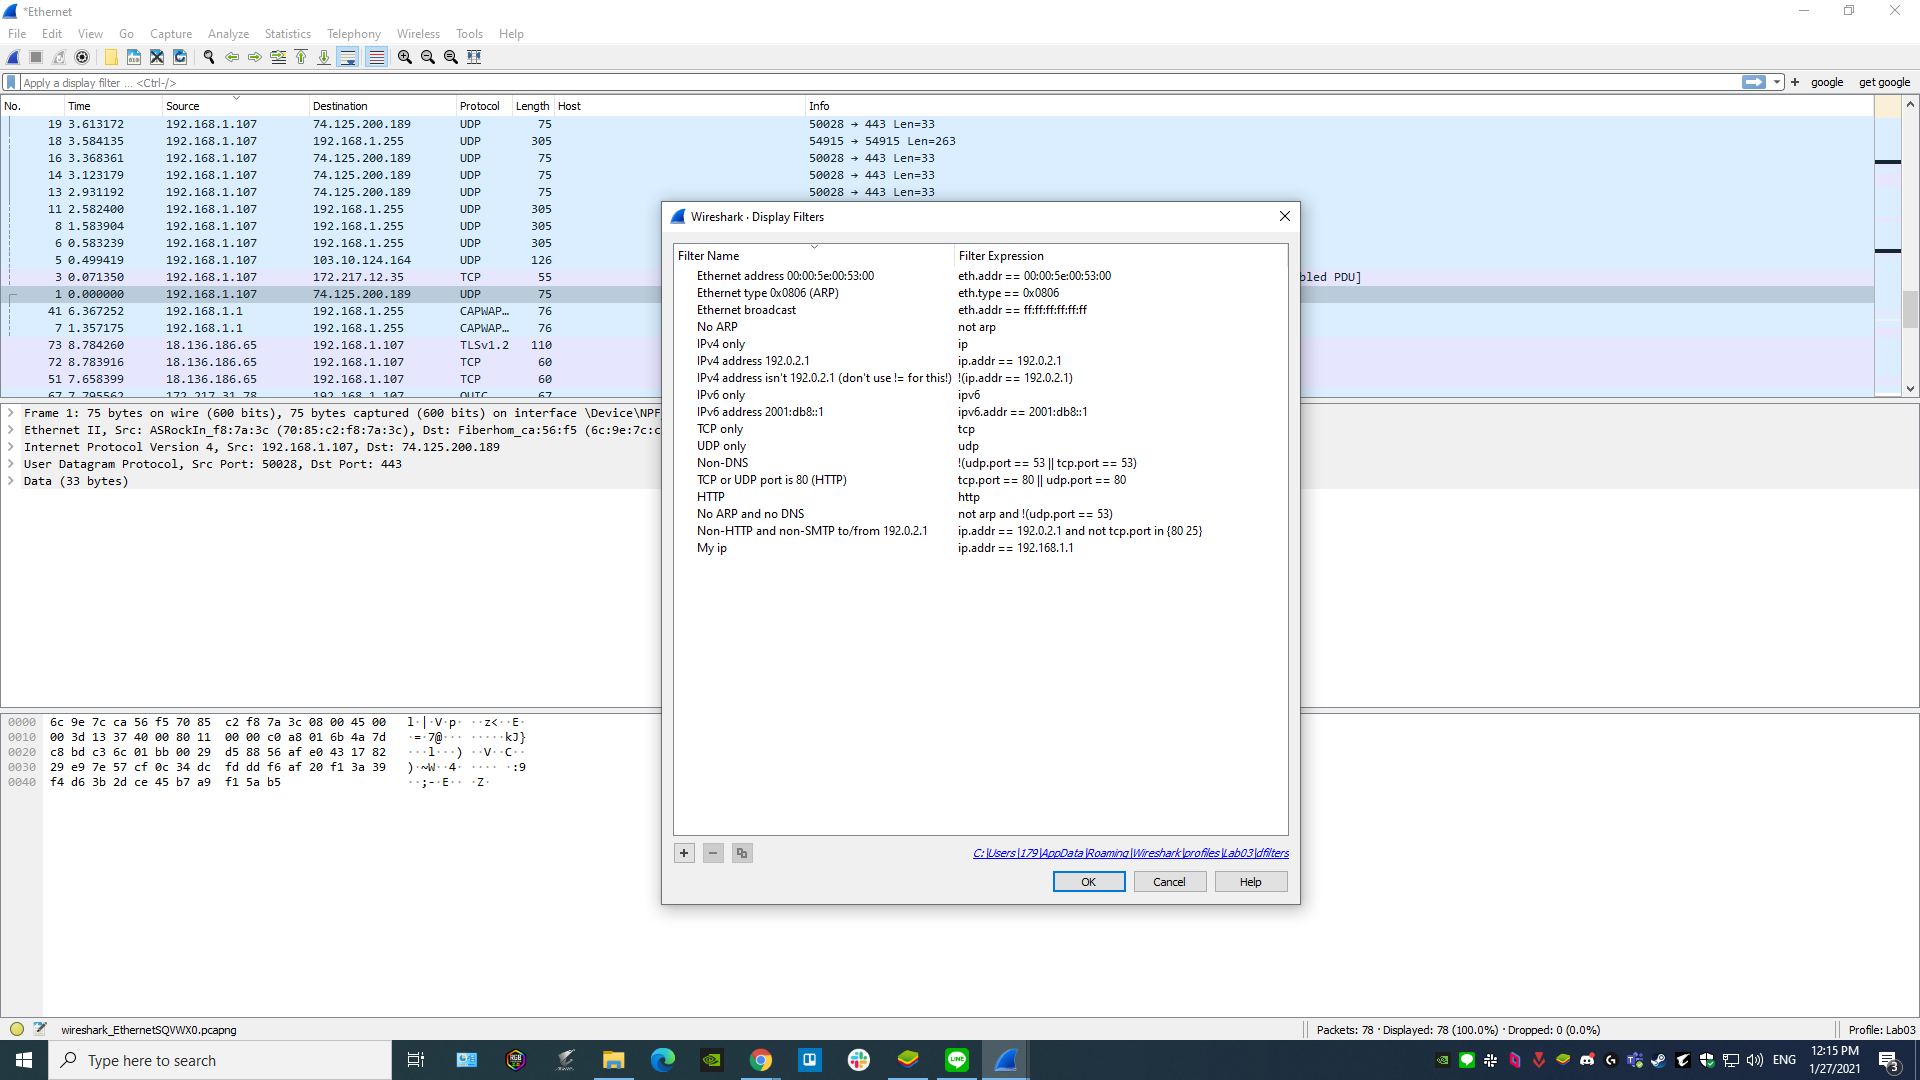 *Ethernet
File Edit View Go Capture Analyze Statistics Telephony Wireless Tools Help
Apply a display filter ... <Ctrl-/>
google get google
No. Time Source Destination Protocol Length Host Info
19 3.613172 192.168.1.107 74.125.200.189 UDP 75 50028 → 443 Len=33
18 3.584135 192.168.1.107 192.168.1.255 UDP 305 54915 → 54915 Len=263
16 3.368361 192.168.1.107 74.125.200.189 UDP 75 50028 → 443 Len=33
14 3.123179 192.168.1.107 74.125.200.189 UDP 75 50028 → 443 Len=33
13 2.931192 192.168.1.107 74.125.200.189 UDP 75 50028 → 443 Len=33
11 2.582400 192.168.1.107 192.168.1.255 UDP 305
8 1.583904 192.168.1.107 192.168.1.255 UDP 305
6 0.583239 192.168.1.107 192.168.1.255 UDP 305
5 0.499419 192.168.1.107 103.10.124.164 UDP 126
3 0.071350 192.168.1.107 172.217.12.35 TCP 55 bled PDU]
1 0.000000 192.168.1.107 74.125.200.189 UDP 75
41 6.367252 192.168.1.1 192.168.1.255 CAPWAP… 76
7 1.357175 192.168.1.1 192.168.1.255 CAPWAP… 76
73 8.784260 18.136.186.65 192.168.1.107 TLSv1.2 110
72 8.783916 18.136.186.65 192.168.1.107 TCP 60
51 7.658399 18.136.186.65 192.168.1.107 TCP 60
67 7.795562 172.217.31.78 192.168.1.107 QUIC 67
Frame 1: 75 bytes on wire (600 bits), 75 bytes captured (600 bits) on interface \Device\NPF
Ethernet II, Src: ASRockIn_f8:7a:3c (70:85:c2:f8:7a:3c), Dst: Fiberhom_ca:56:f5 (6c:9e:7c:c
Internet Protocol Version 4, Src: 192.168.1.107, Dst: 74.125.200.189
User Datagram Protocol, Src Port: 50028, Dst Port: 443
Data (33 bytes)
0000 6c 9e 7c ca 56 f5 70 85 c2 f8 7a 3c 08 00 45 00 l·|·V·p· ··z<··E·
0010 00 3d 13 37 40 00 80 11 00 00 c0 a8 01 6b 4a 7d ·=·7@··· ·····kJ}
0020 c8 bd c3 6c 01 bb 00 29 d5 88 56 af e0 43 17 82 ···l···) ··V··C··
0030 29 e9 7e 57 cf 0c 34 dc fd dd f6 af 20 f1 3a 39 )·~W··4· ···· ·:9
0040 f4 d6 3b 2d ce 45 b7 a9 f1 5a b5 ··;-·E·· ·Z·
Wireshark · Display Filters
Filter Name Filter Expression
Ethernet address 00:00:5e:00:53:00 eth.addr == 00:00:5e:00:53:00
Ethernet type 0x0806 (ARP) eth.type == 0x0806
Ethernet broadcast eth.addr == ff:ff:ff:ff:ff:ff
No ARP not arp
IPv4 only ip
IPv4 address 192.0.2.1 ip.addr == 192.0.2.1
IPv4 address isn't 192.0.2.1 (don't use != for this!) !(ip.addr == 192.0.2.1)
IPv6 only ipv6
IPv6 address 2001:db8::1 ipv6.addr == 2001:db8::1
TCP only tcp
UDP only udp
Non-DNS !(udp.port == 53 || tcp.port == 53)
TCP or UDP port is 80 (HTTP) tcp.port == 80 || udp.port == 80
HTTP http
No ARP and no DNS not arp and !(udp.port == 53)
Non-HTTP and non-SMTP to/from 192.0.2.1 ip.addr == 192.0.2.1 and not tcp.port in {80 25}
My ip ip.addr == 192.168.1.1
C:\Users\179\AppData\Roaming\Wireshark\profiles\Lab03\dfilters
OK Cancel Help
wireshark_EthernetSQVWX0.pcapng
Packets: 78 · Displayed: 78 (100.0%) · Dropped: 0 (0.0%)
Profile: Lab03
Type here to search
LINE
ENG
12:15 PM
1/27/2021
3